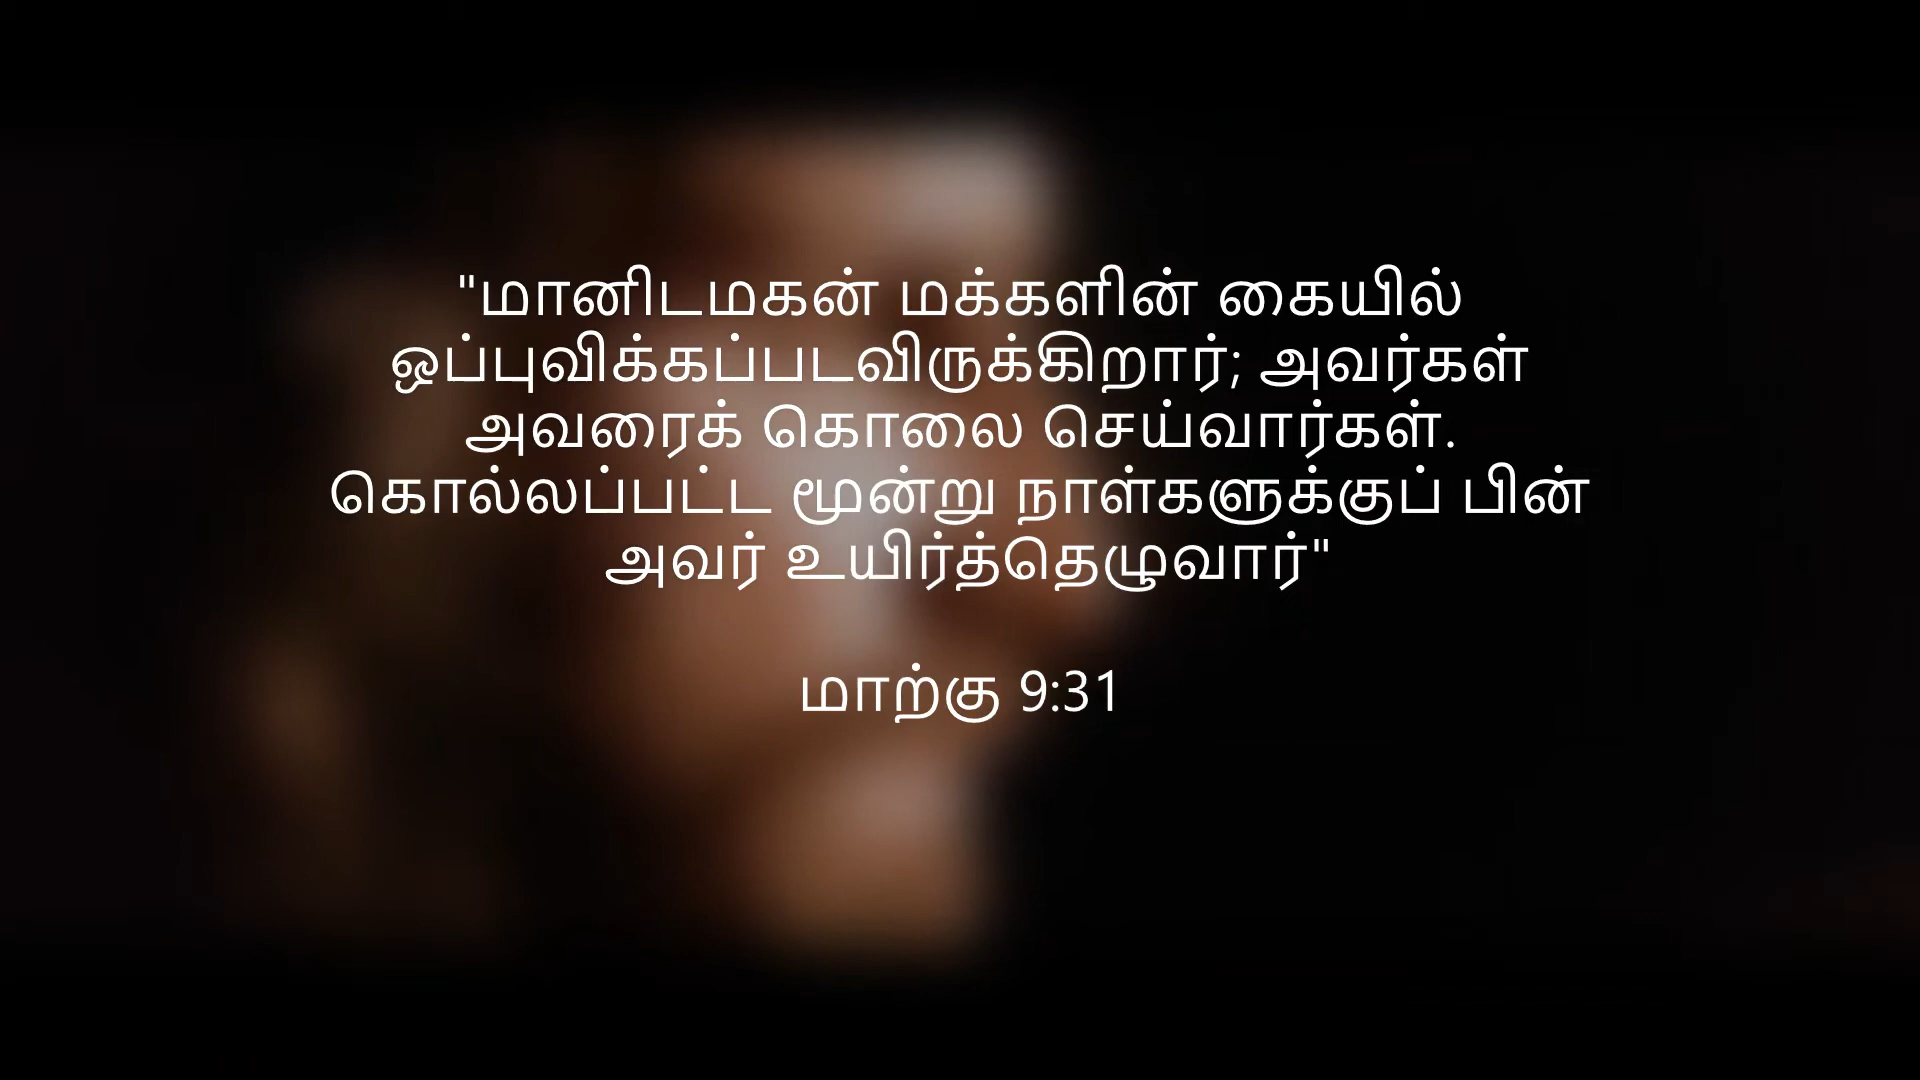 "மானிடமகன் மக்களின் கையில்
ஒப்புவிக்கப்படவிருக்கிறார்; அவர்கள்
அவரைக் கொலை செய்வார்கள்.
கொல்லப்பட்ட மூன்று நாள்களுக்குப் பின்
அவர் உயிர்த்தெழுவார்"
மாற்கு 9:31